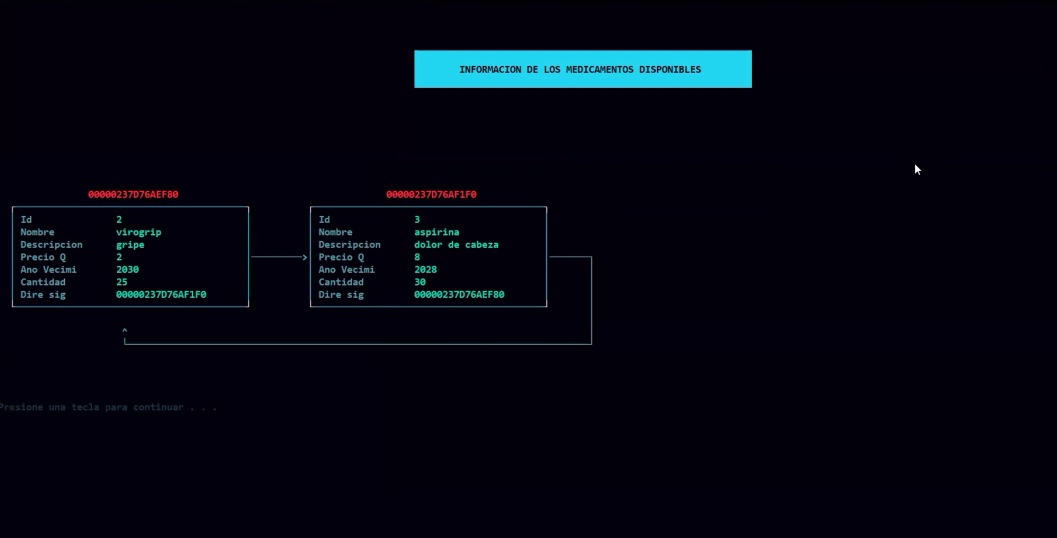 INFORMACION DE LOS MEDICAMENTOS DISPONIBLES
00000237D76AEF80
Id 2
Nombre virogrip
Descripcion gripe
Precio Q 2
Ano Vecimi 2030
Cantidad 25
Dire sig 00000237D76AF1F0
00000237D76AF1F0
Id 3
Nombre aspirina
Descripcion dolor de cabeza
Precio Q 8
Ano Vecimi 2028
Cantidad 30
Dire sig 00000237D76AEF80
Presione una tecla para continuar . . .